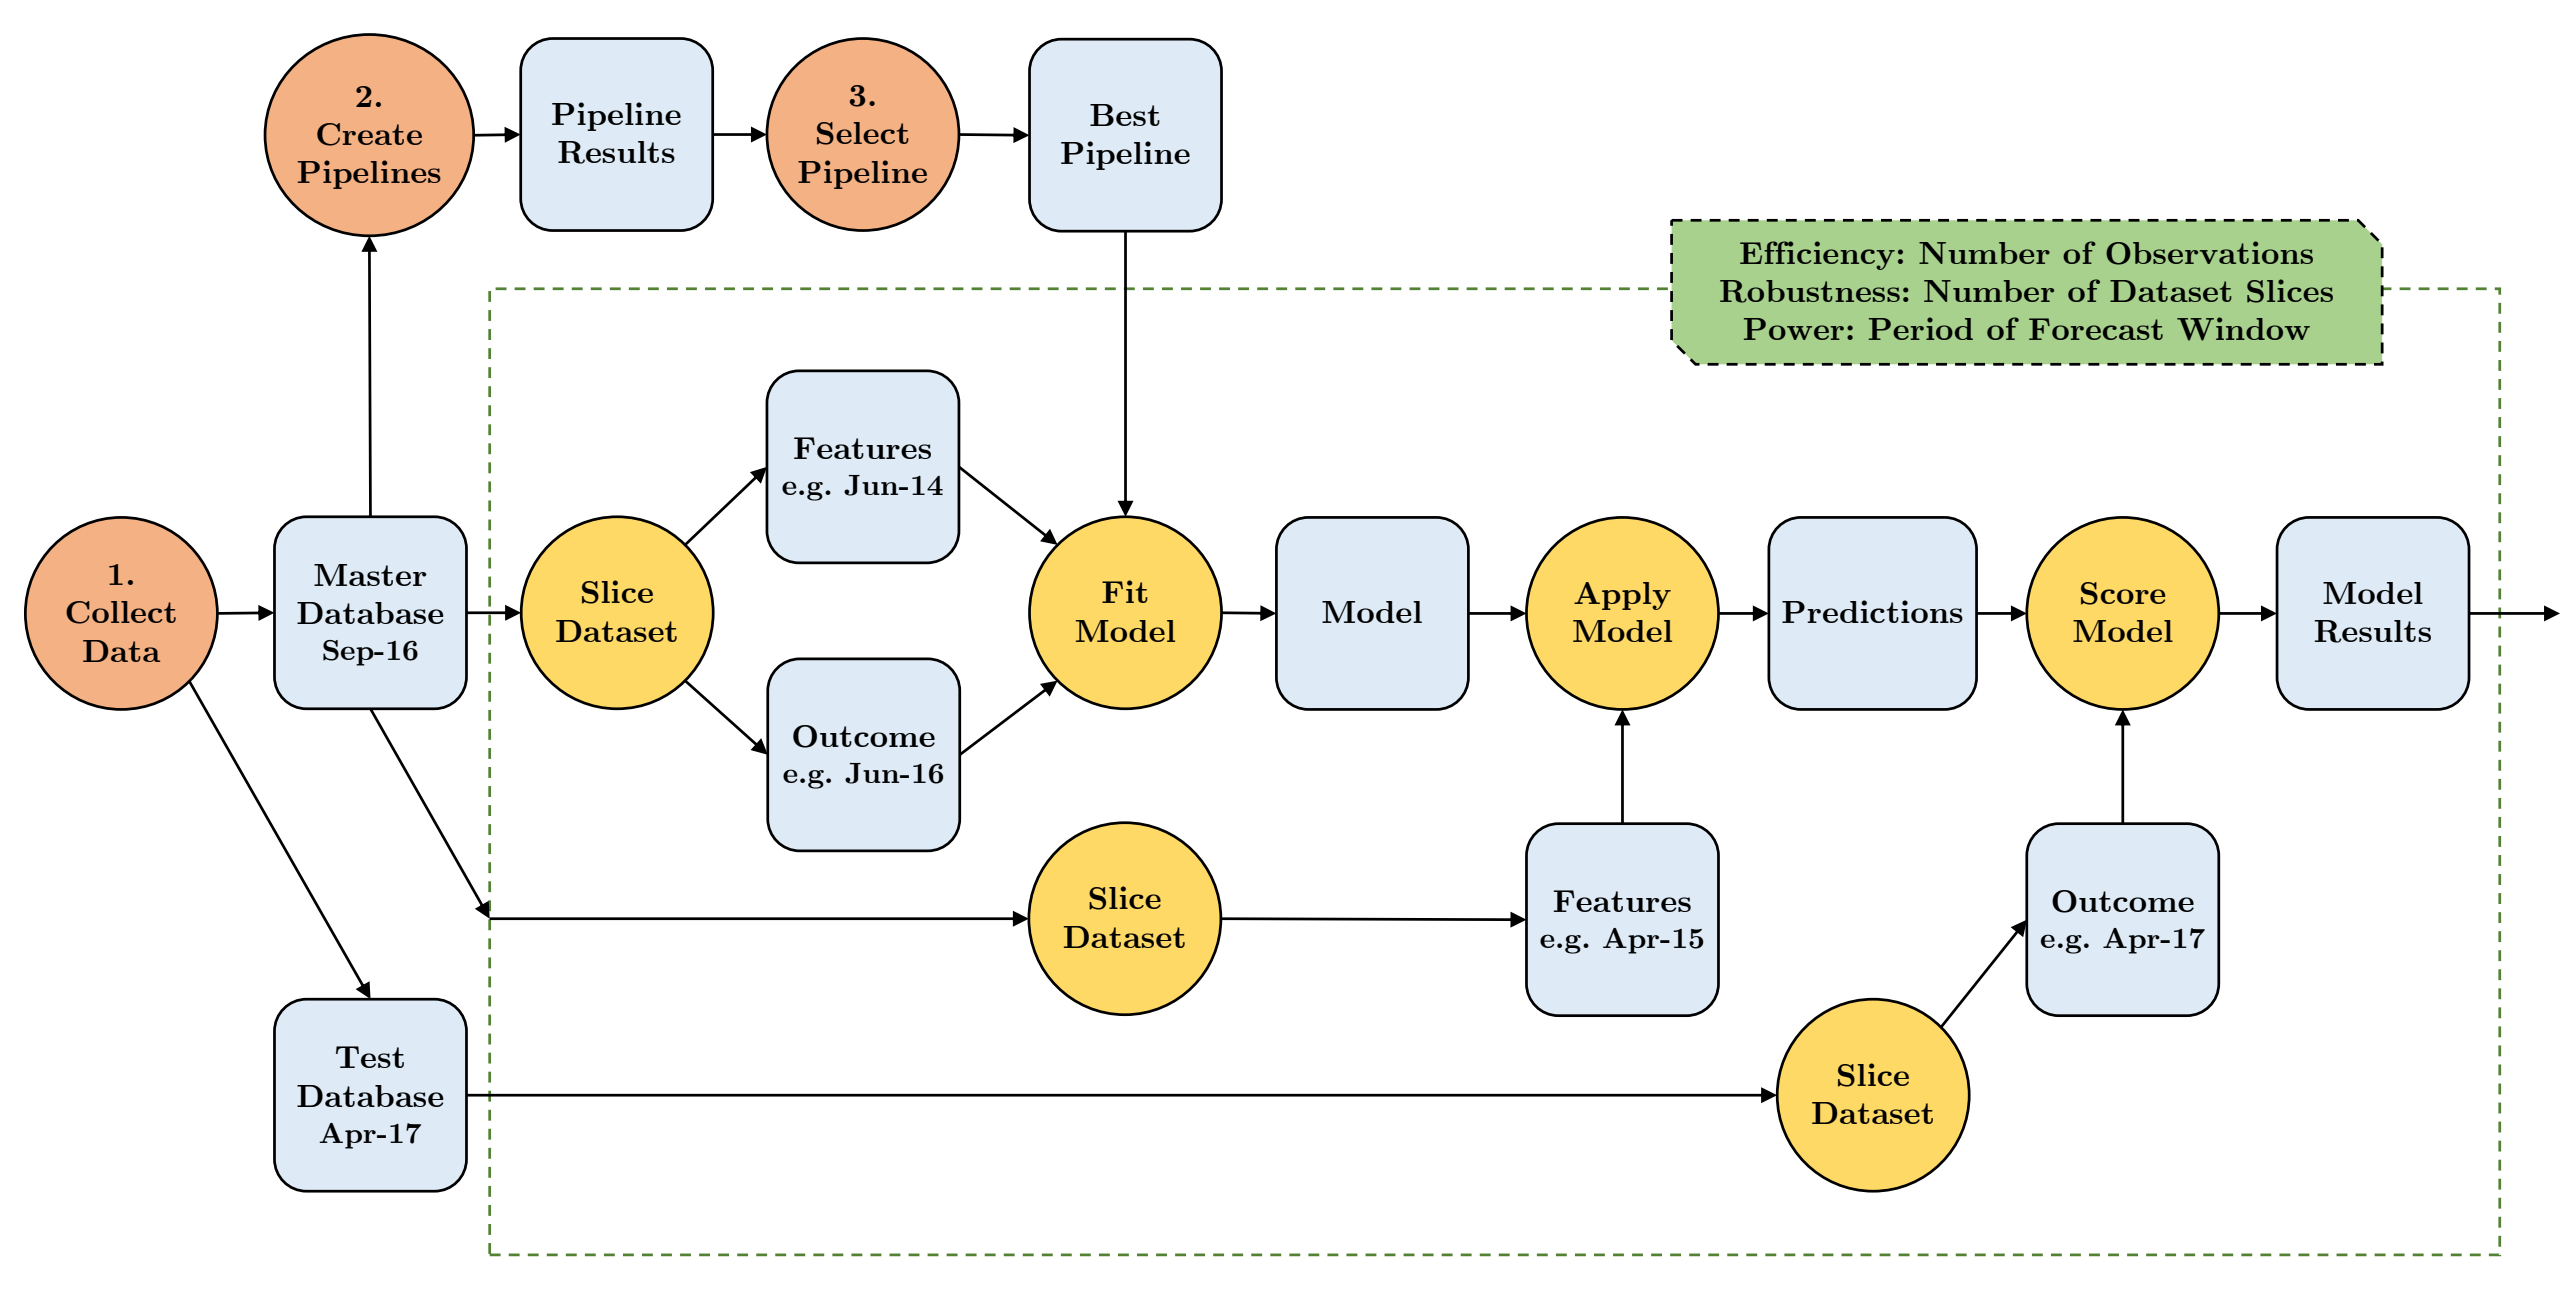 2.
Create
Pipelines
Pipeline
Results
3.
Select
Pipeline
Best
Pipeline
Efficiency: Number of Observations
Robustness: Number of Dataset Slices
Power: Period of Forecast Window
Features
e.g. Jun-14
1.
Collect
Data
Master
Database
Sep-16
Slice
Dataset
Fit
Model
Model
Apply
Model
Predictions
Score
Model
Model
Results
Outcome
e.g. Jun-16
Slice
Dataset
Features
e.g. Apr-15
Outcome
e.g. Apr-17
Test
Database
Apr-17
Slice
Dataset